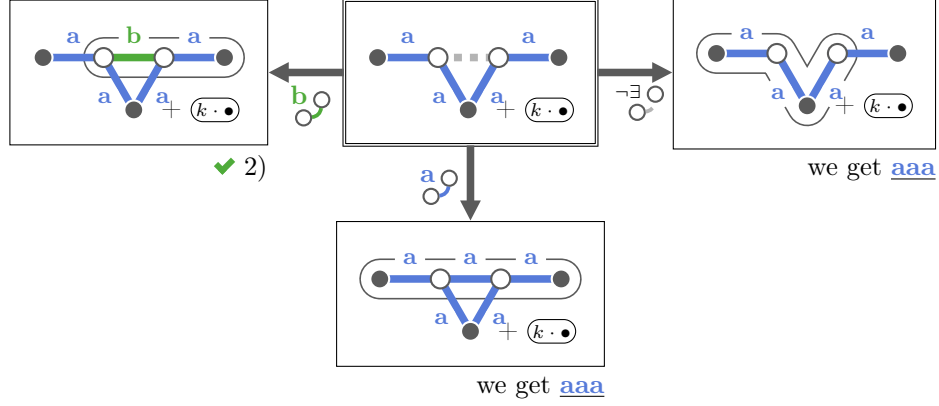 a b a
a a + k · •
✔ 2)
b
a a
a a + k · •
¬∃
a a
a a + k · •
we get aaa
a
a a a
a a + k · •
we get aaa